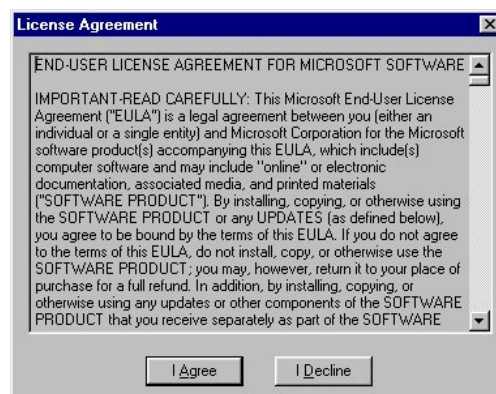 License Agreement
END-USER LICENSE AGREEMENT FOR MICROSOFT SOFTWARE
IMPORTANT-READ CAREFULLY: This Microsoft End-User License
Agreement ("EULA") is a legal agreement between you (either an
individual or a single entity) and Microsoft Corporation for the Microsoft
software product(s) accompanying this EULA, which include(s)
computer software and may include "online" or electronic
documentation, associated media, and printed materials
("SOFTWARE PRODUCT"). By installing, copying, or otherwise using
the SOFTWARE PRODUCT or any UPDATES (as defined below),
you agree to be bound by the terms of this EULA. If you do not agree
to the terms of this EULA, do not install, copy, or otherwise use the
SOFTWARE PRODUCT; you may, however, return it to your place of
purchase for a full refund. In addition, by installing, copying, or
otherwise using any updates or other components of the SOFTWARE
PRODUCT that you receive separately as part of the SOFTWARE
I Agree
I Decline